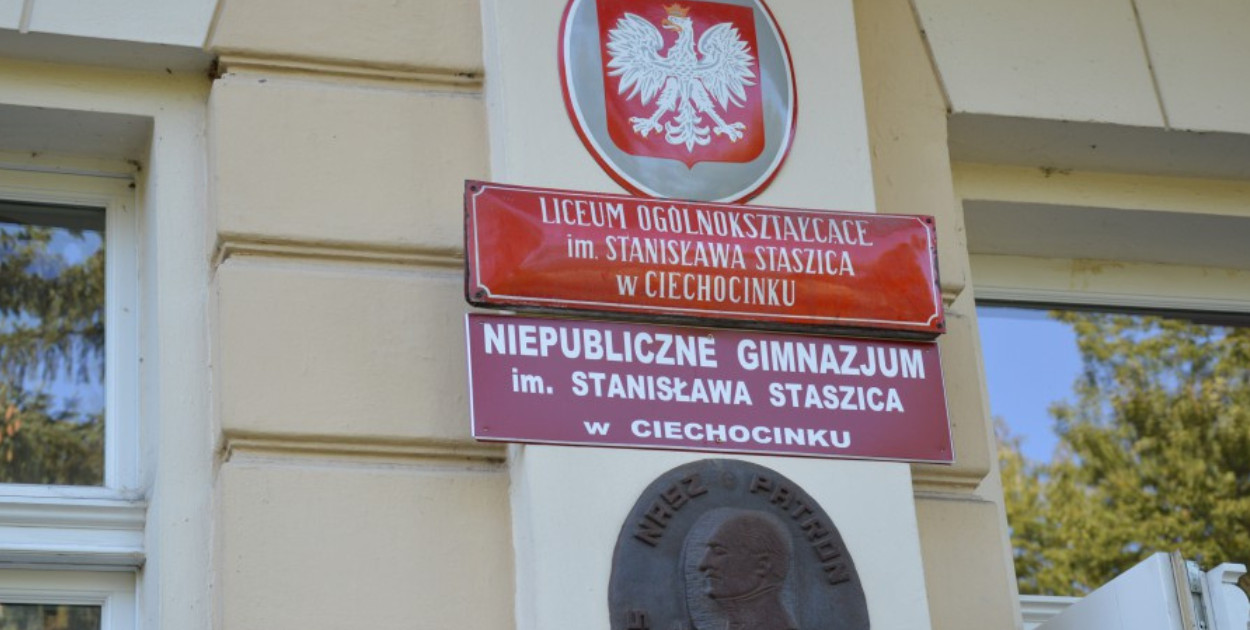 LICEUM OGÓLNOKSZTAŁCĄCE
im. STANISŁAWA STASZICA
w CIECHOCINKU
NIEPUBLICZNE GIMNAZJUM
im. STANISŁAWA STASZICA
w CIECHOCINKU
NASZ PATRON